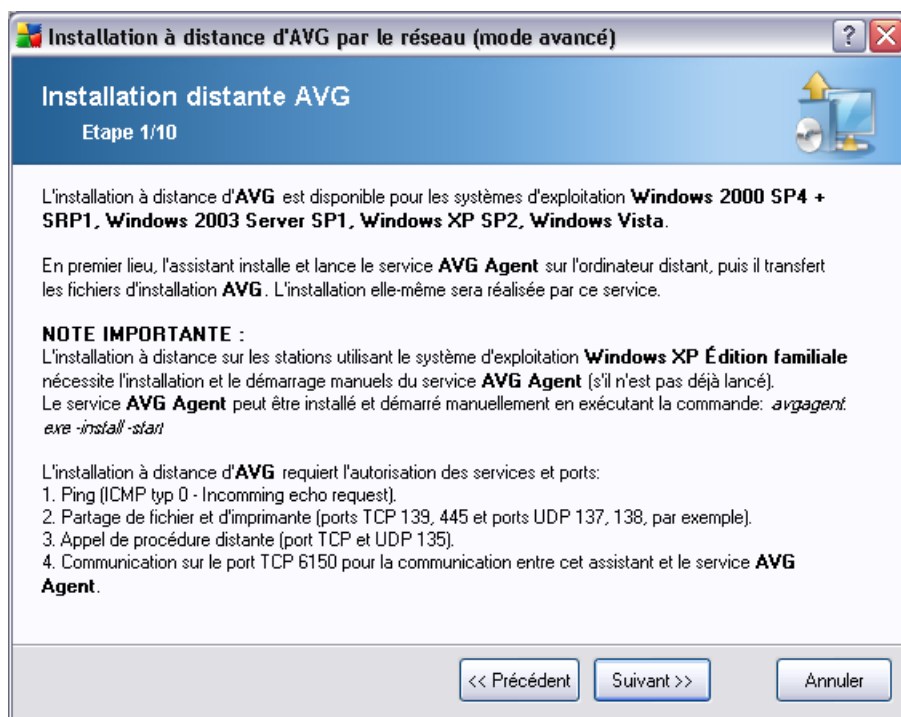 Installation à distance d'AVG par le réseau (mode avancé)
Installation distante AVG
Etape 1/10
L'installation à distance d'AVG est disponible pour les systèmes d'exploitation Windows 2000 SP4 +
SRP1, Windows 2003 Server SP1, Windows XP SP2, Windows Vista.
En premier lieu, l'assistant installe et lance le service AVG Agent sur l'ordinateur distant, puis il transfert
les fichiers d'installation AVG. L'installation elle-même sera réalisée par ce service.
NOTE IMPORTANTE :
L'installation à distance sur les stations utilisant le système d'exploitation Windows XP Édition familiale
nécessite l'installation et le démarrage manuels du service AVG Agent (s'il n'est pas déjà lancé).
Le service AVG Agent peut être installé et démarré manuellement en exécutant la commande: avgagent.
exe -install -start
L'installation à distance d'AVG requiert l'autorisation des services et ports:
1. Ping (ICMP typ 0 - Incomming echo request).
2. Partage de fichier et d'imprimante (ports TCP 139, 445 et ports UDP 137, 138, par exemple).
3. Appel de procédure distante (port TCP et UDP 135).
4. Communication sur le port TCP 6150 pour la communication entre cet assistant et le service AVG
Agent.
<< Précédent
Suivant >>
Annuler